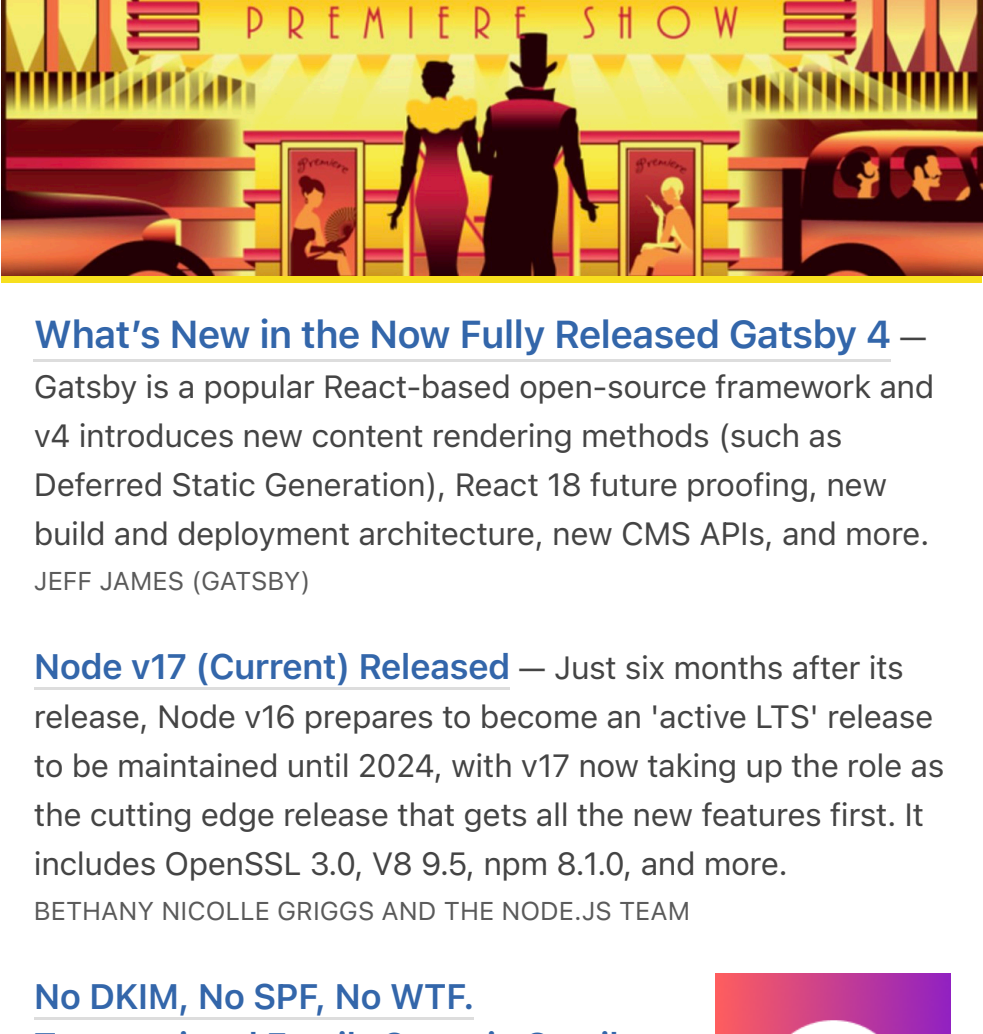 PREMIERE SHOW
Premiere
Premiere
What’s New in the Now Fully Released Gatsby 4 —
Gatsby is a popular React-based open-source framework and
v4 introduces new content rendering methods (such as
Deferred Static Generation), React 18 future proofing, new
build and deployment architecture, new CMS APIs, and more.
JEFF JAMES (GATSBY)
Node v17 (Current) Released — Just six months after its
release, Node v16 prepares to become an 'active LTS' release
to be maintained until 2024, with v17 now taking up the role as
the cutting edge release that gets all the new features first. It
includes OpenSSL 3.0, V8 9.5, npm 8.1.0, and more.
BETHANY NICOLLE GRIGGS AND THE NODE.JS TEAM
No DKIM, No SPF, No WTF.